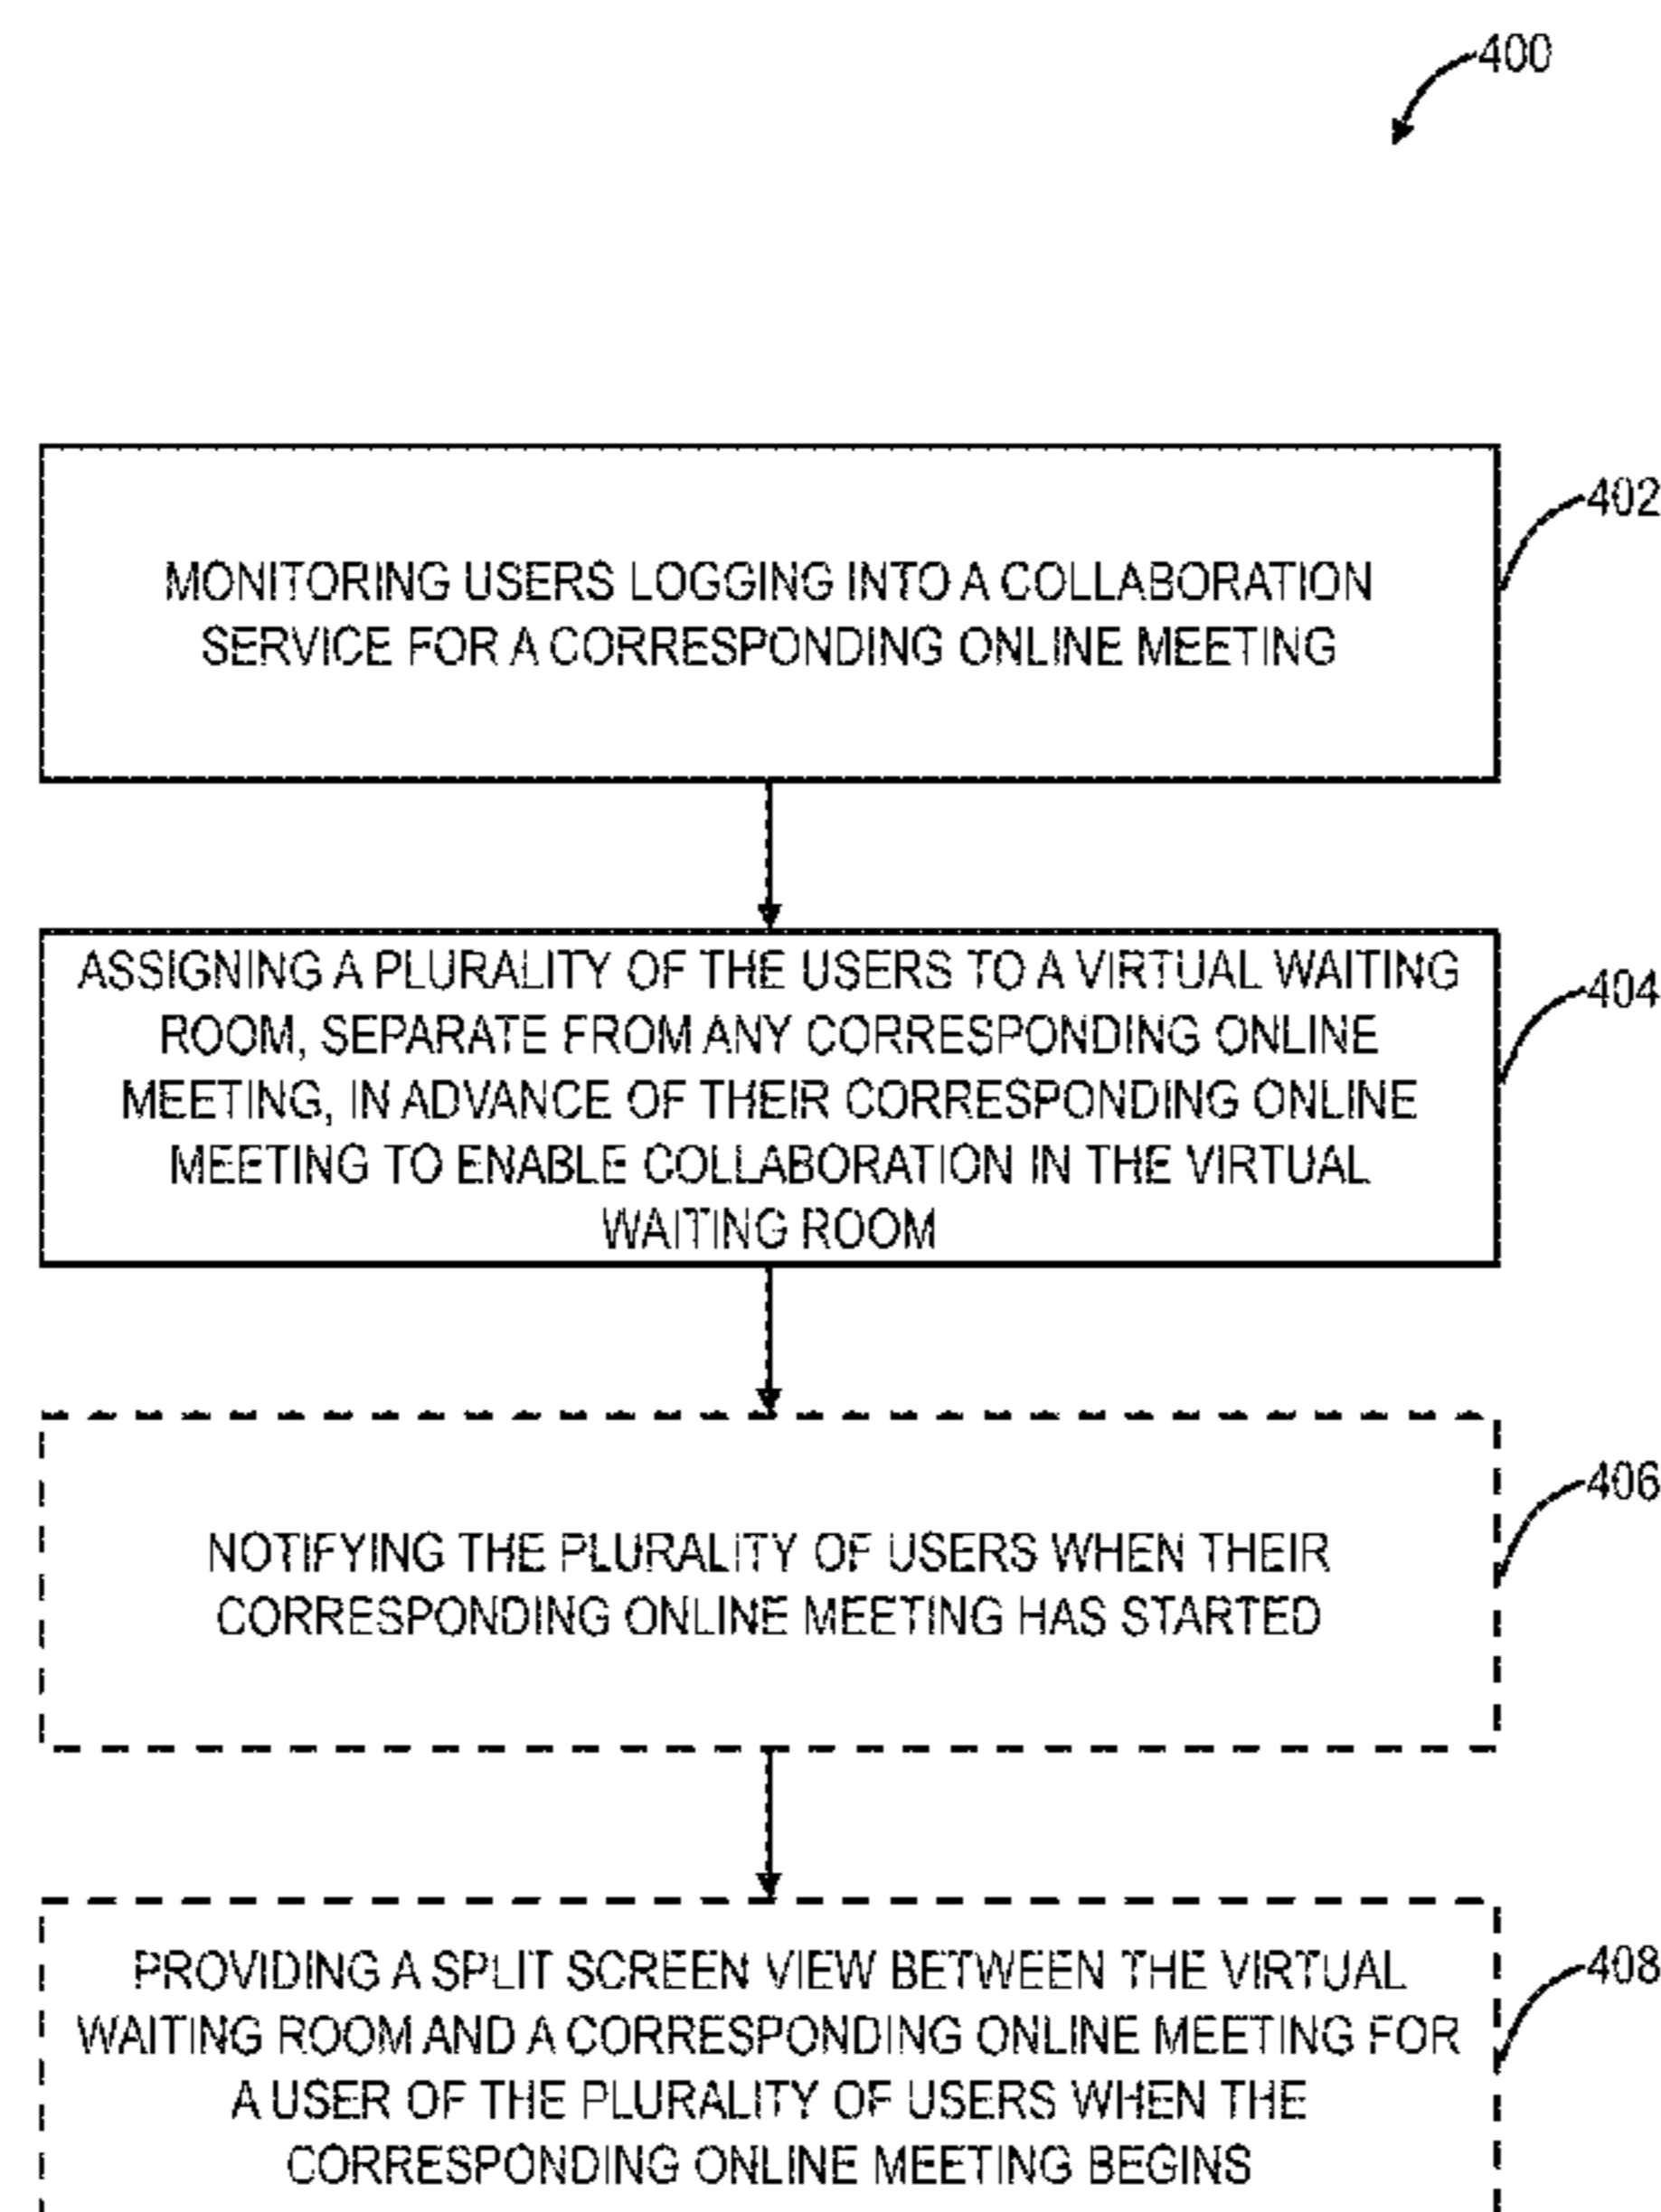 400
402
MONITORING USERS LOGGING INTO A COLLABORATION
SERVICE FOR A CORRESPONDING ONLINE MEETING
404
ASSIGNING A PLURALITY OF THE USERS TO A VIRTUAL WAITING
ROOM, SEPARATE FROM ANY CORRESPONDING ONLINE
MEETING, IN ADVANCE OF THEIR CORRESPONDING ONLINE
MEETING TO ENABLE COLLABORATION IN THE VIRTUAL
WAITING ROOM
406
NOTIFYING THE PLURALITY OF USERS WHEN THEIR
CORRESPONDING ONLINE MEETING HAS STARTED
408
PROVIDING A SPLIT SCREEN VIEW BETWEEN THE VIRTUAL
WAITING ROOM AND A CORRESPONDING ONLINE MEETING FOR
A USER OF THE PLURALITY OF USERS WHEN THE
CORRESPONDING ONLINE MEETING BEGINS